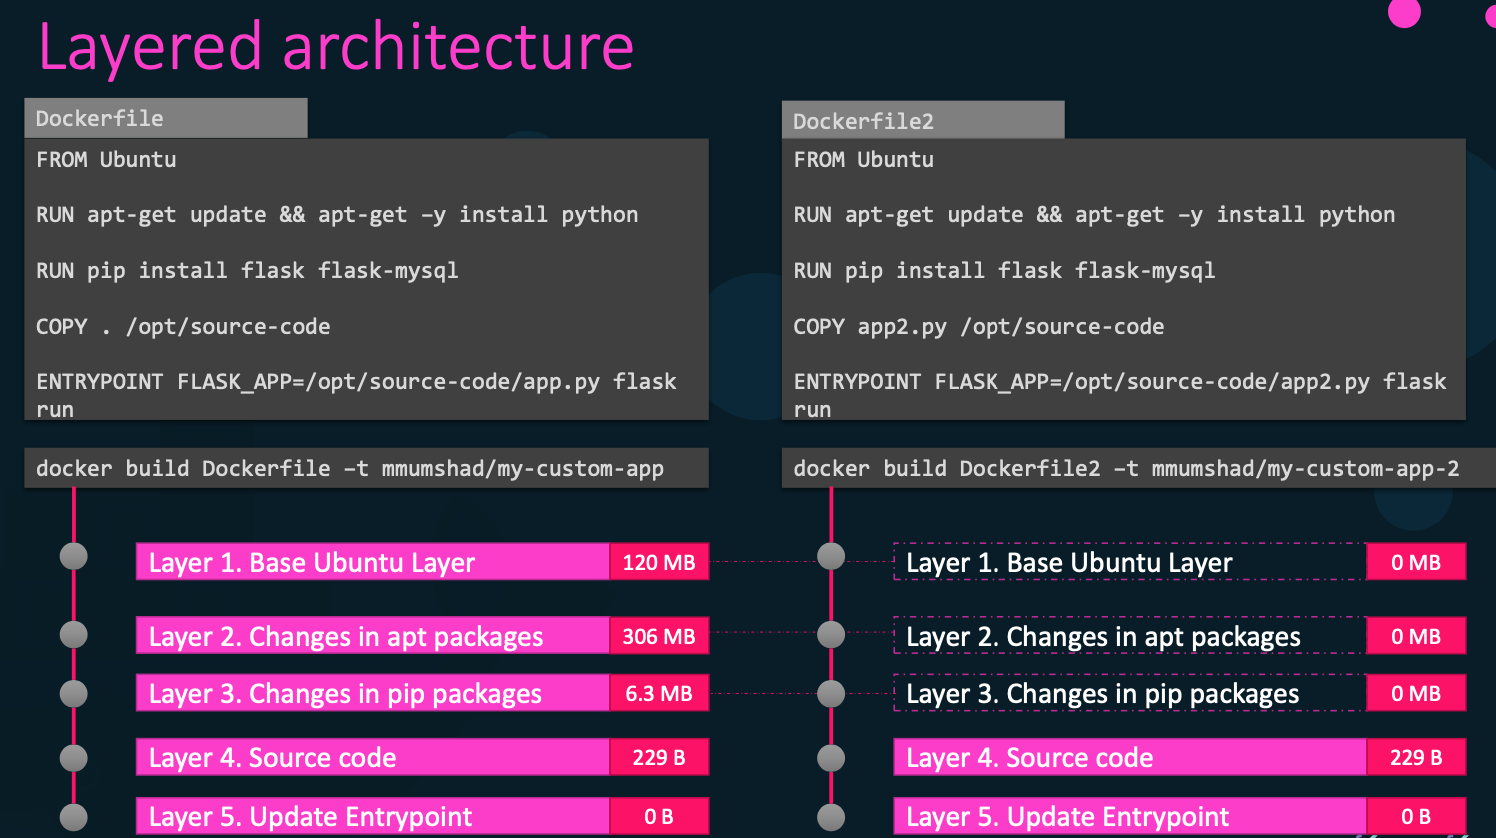 Layered architecture
Dockerfile
FROM Ubuntu
RUN apt-get update && apt-get –y install python
RUN pip install flask flask-mysql
COPY . /opt/source-code
ENTRYPOINT FLASK_APP=/opt/source-code/app.py flask
run
docker build Dockerfile –t mmumshad/my-custom-app
Layer 1. Base Ubuntu Layer 120 MB
Layer 2. Changes in apt packages 306 MB
Layer 3. Changes in pip packages 6.3 MB
Layer 4. Source code 229 B
Layer 5. Update Entrypoint 0 B
Dockerfile2
FROM Ubuntu
RUN apt-get update && apt-get –y install python
RUN pip install flask flask-mysql
COPY app2.py /opt/source-code
ENTRYPOINT FLASK_APP=/opt/source-code/app2.py flask
run
docker build Dockerfile2 –t mmumshad/my-custom-app-2
Layer 1. Base Ubuntu Layer 0 MB
Layer 2. Changes in apt packages 0 MB
Layer 3. Changes in pip packages 0 MB
Layer 4. Source code 229 B
Layer 5. Update Entrypoint 0 B